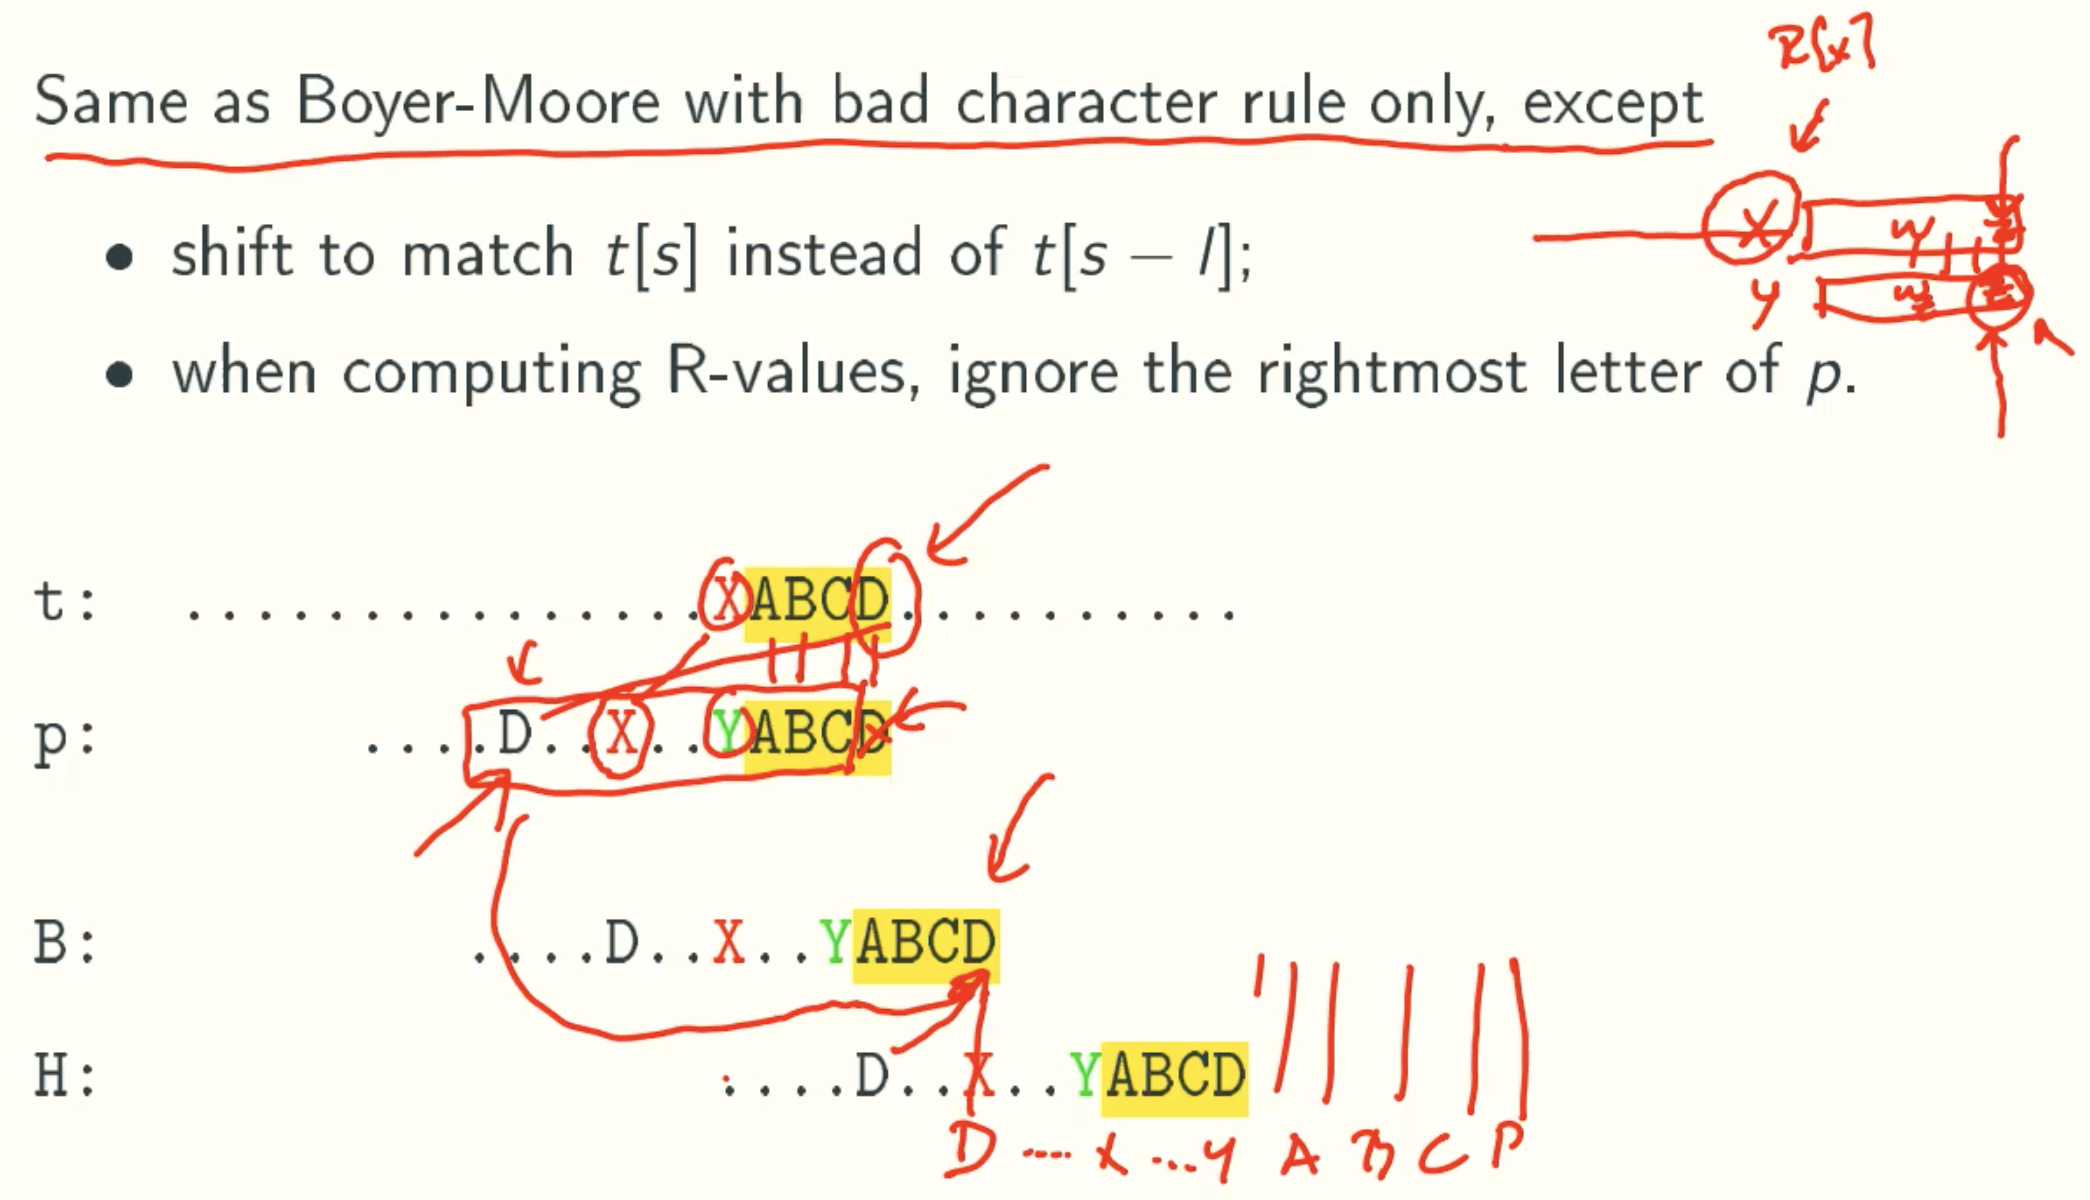 R[x]
Same as Boyer-Moore with bad character rule only, except
X w
• shift to match t[s] instead of t[s − l];
y w
• when computing R-values, ignore the rightmost letter of p.
t: ..................XABCD............
p: .....D...X...YABCD
B: ....D...X...YABCD
H: ....D...X...YABCD
D .... x ... y A B C D